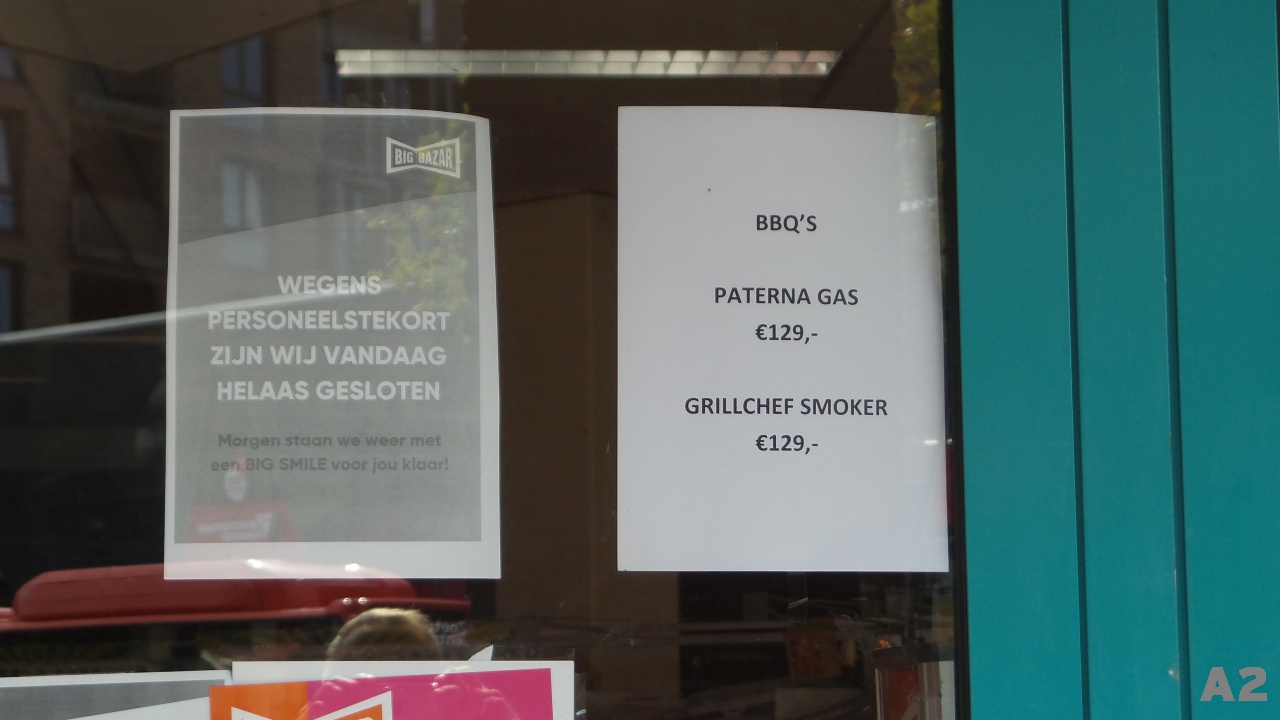 BIG BAZAR
WEGENS
PERSONEELSTEKORT
ZIJN WIJ VANDAAG
HELAAS GESLOTEN
Morgen staan we weer met
een BIG SMILE voor jou klaar!
BBQ'S
PATERNA GAS
€129,-
GRILLCHEF SMOKER
€129,-
A2